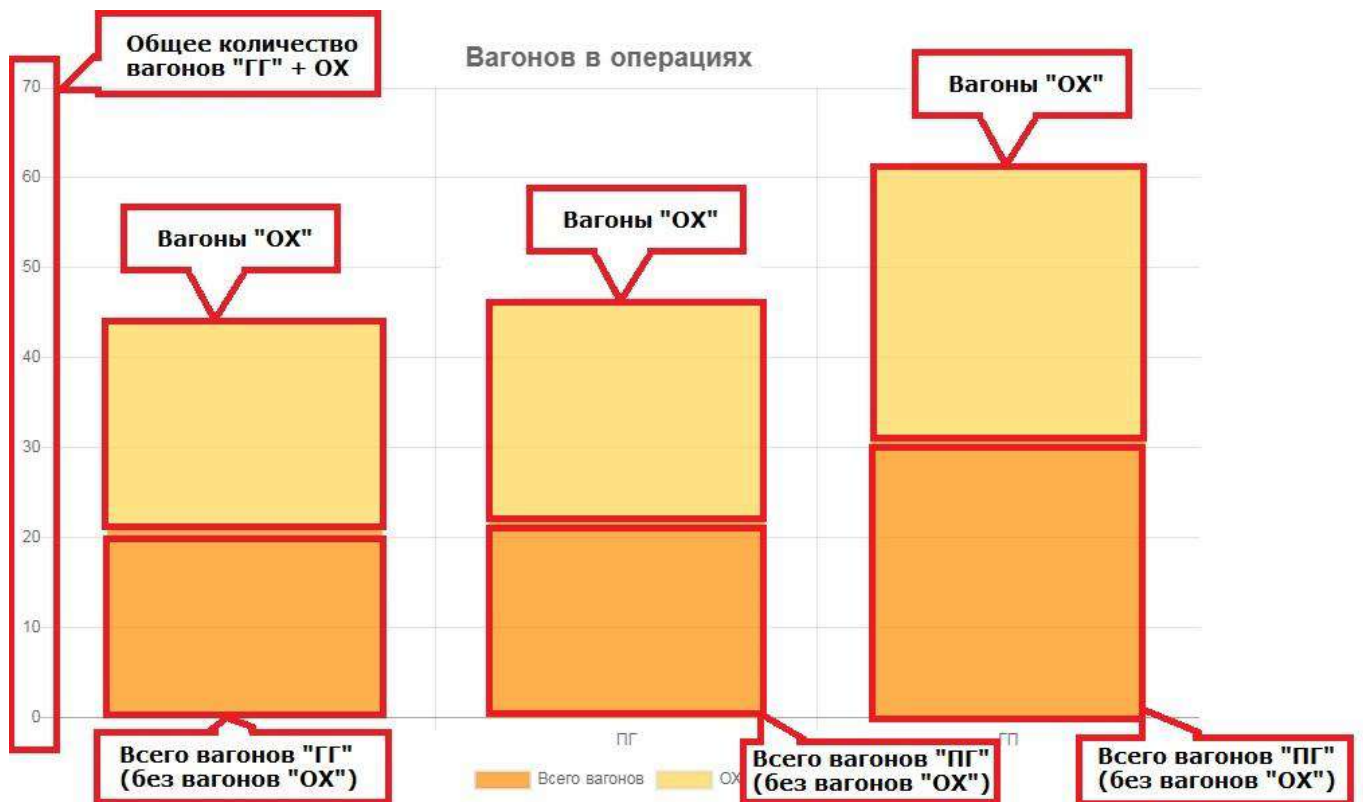 Общее количество
вагонов "ГГ" + ОХ
Вагонов в операциях
Вагоны "ОХ"
70
60
Вагоны "ОХ"
Вагоны "ОХ"
50
40
30
20
10
0
ПГ
ГП
Всего вагонов "ГГ"
(без вагонов "ОХ")
Всего вагонов "ПГ"
(без вагонов "ОХ")
Всего вагонов "ПГ"
(без вагонов "ОХ")
Всего вагонов
ОХ